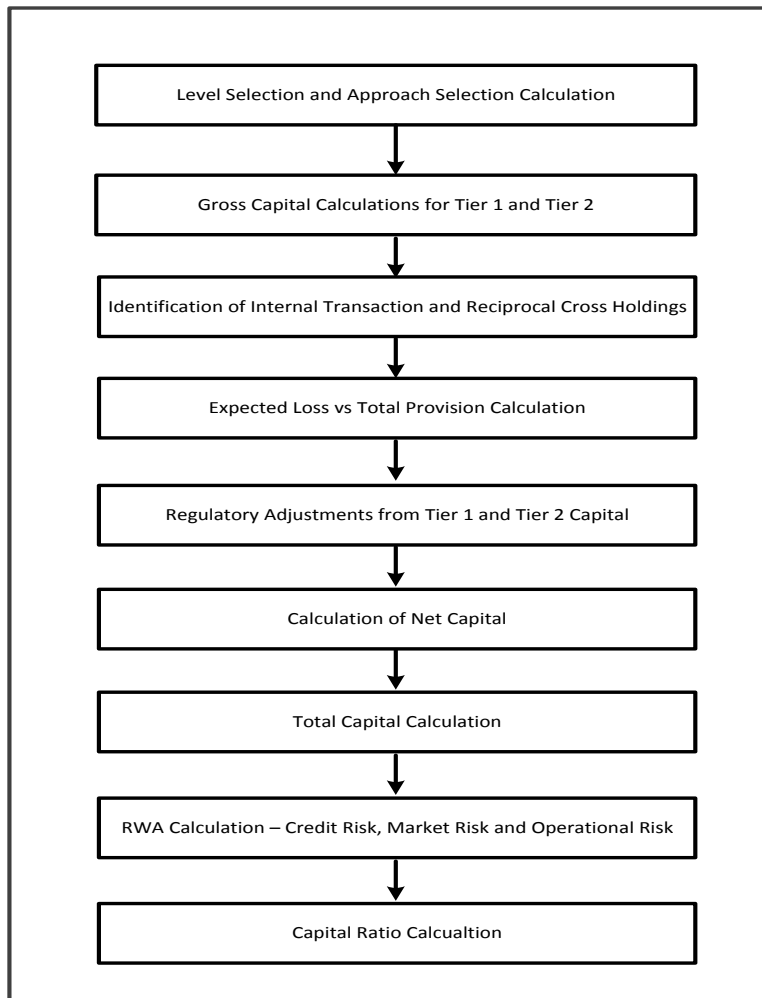 Level Selection and Approach Selection Calculation
Gross Capital Calculations for Tier 1 and Tier 2
Identification of Internal Transaction and Reciprocal Cross Holdings
Expected Loss vs Total Provision Calculation
Regulatory Adjustments from Tier 1 and Tier 2 Capital
Calculation of Net Capital
Total Capital Calculation
RWA Calculation – Credit Risk, Market Risk and Operational Risk
Capital Ratio Calcualtion